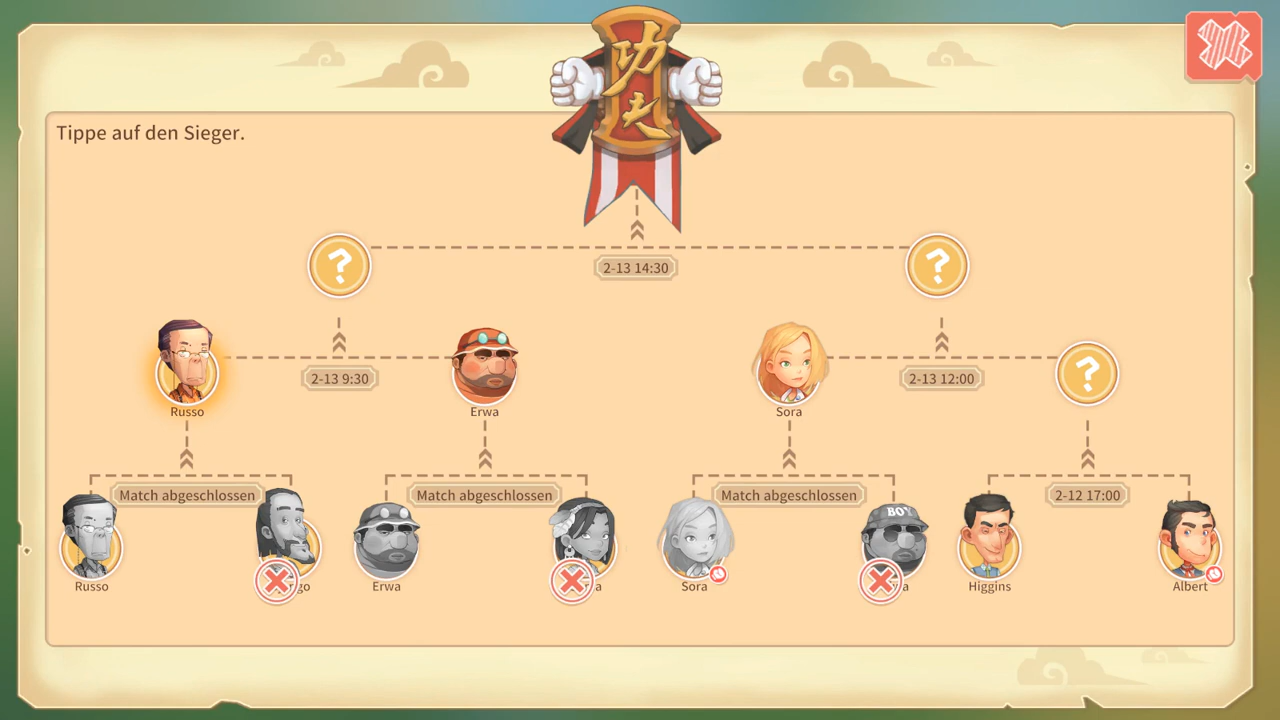 功夫
Tippe auf den Sieger.
2-13 14:30
2-13 9:30
2-13 12:00
Russo
Erwa
Sora
Match abgeschlossen
Match abgeschlossen
Match abgeschlossen
2-12 17:00
BOY
Russo
Erwa
Sora
Higgins
Albert